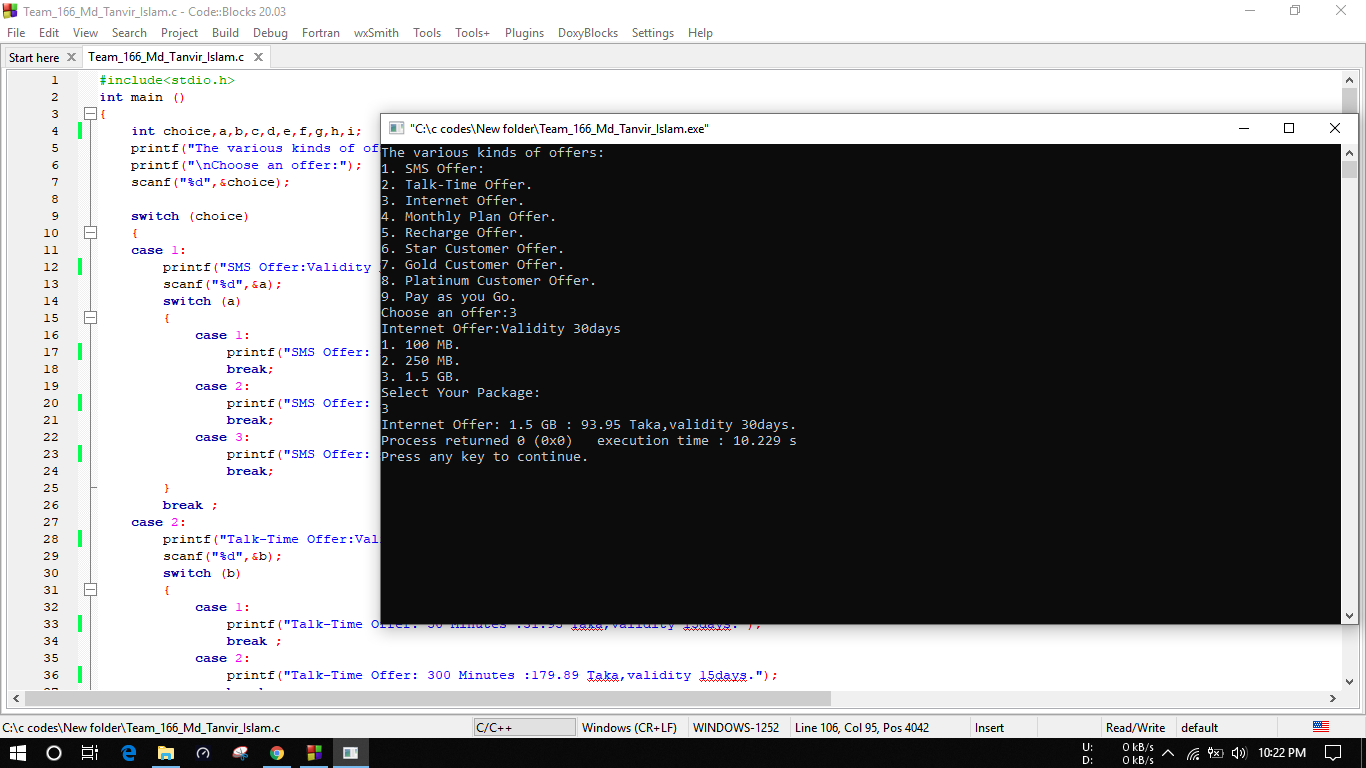 Team_166_Md_Tanvir_Islam.c - Code::Blocks 20.03
File Edit View Search Project Build Debug Fortran wxSmith Tools Tools+ Plugins DoxyBlocks Settings Help
Start here Team_166_Md_Tanvir_Islam.c
1 #include<stdio.h>
2 int main ()
3 {
4 int choice,a,b,c,d,e,f,g,h,i;
5 printf("The various kinds of of
6 printf("\nChoose an offer:");
7 scanf("%d",&choice);
8
9 switch (choice)
10 {
11 case 1:
12 printf("SMS Offer:Validity
13 scanf("%d",&a);
14 switch (a)
15 {
16 case 1:
17 printf("SMS Offer:
18 break;
19 case 2:
20 printf("SMS Offer:
21 break;
22 case 3:
23 printf("SMS Offer:
24 break;
25 }
26 break ;
27 case 2:
28 printf("Talk-Time Offer:Val
29 scanf("%d",&b);
30 switch (b)
31 {
32 case 1:
33 printf("Talk-Time Offer: Minutes Taka,validity 15days.");
34 break ;
35 case 2:
36 printf("Talk-Time Offer: 300 Minutes :179.89 Taka,validity 15days.");
"C:\c codes\New folder\Team_166_Md_Tanvir_Islam.exe"
The various kinds of offers:
1. SMS Offer:
2. Talk-Time Offer.
3. Internet Offer.
4. Monthly Plan Offer.
5. Recharge Offer.
6. Star Customer Offer.
7. Gold Customer Offer.
8. Platinum Customer Offer.
9. Pay as you Go.
Choose an offer:3
Internet Offer:Validity 30days
1. 100 MB.
2. 250 MB.
3. 1.5 GB.
Select Your Package:
3
Internet Offer: 1.5 GB : 93.95 Taka,validity 30days.
Process returned 0 (0x0) execution time : 10.229 s
Press any key to continue.
C:\c codes\New folder\Team_166_Md_Tanvir_Islam.c C/C++ Windows (CR+LF) WINDOWS-1252 Line 106, Col 95, Pos 4042 Insert Read/Write default
U: 0 kB/s
D: 0 kB/s
10:22 PM